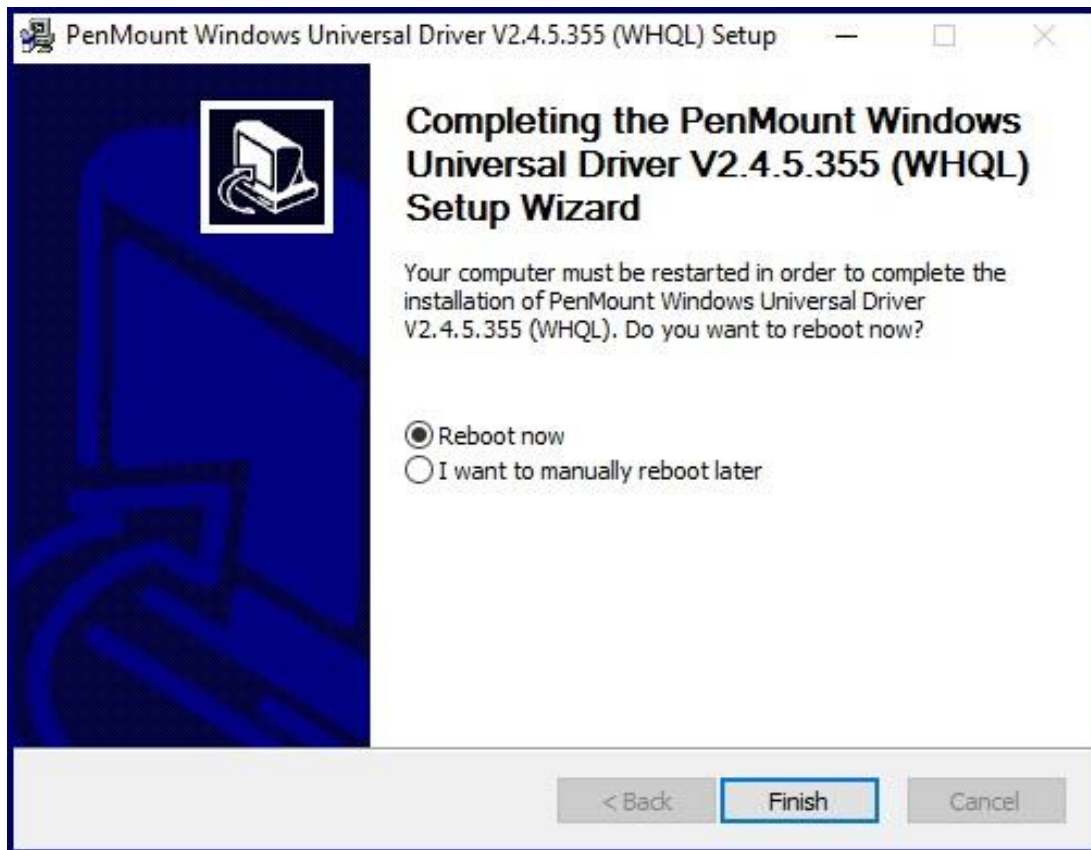 PenMount Windows Universal Driver V2.4.5.355 (WHQL) Setup
Completing the PenMount Windows
Universal Driver V2.4.5.355 (WHQL)
Setup Wizard
Your computer must be restarted in order to complete the
installation of PenMount Windows Universal Driver
V2.4.5.355 (WHQL). Do you want to reboot now?
Reboot now
I want to manually reboot later
< Back Finish Cancel